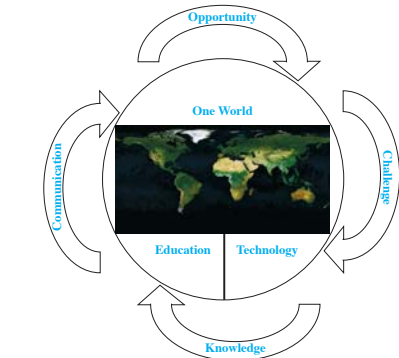 Opportunity
One World
Communication
Challenge
Education Technology
Knowledge